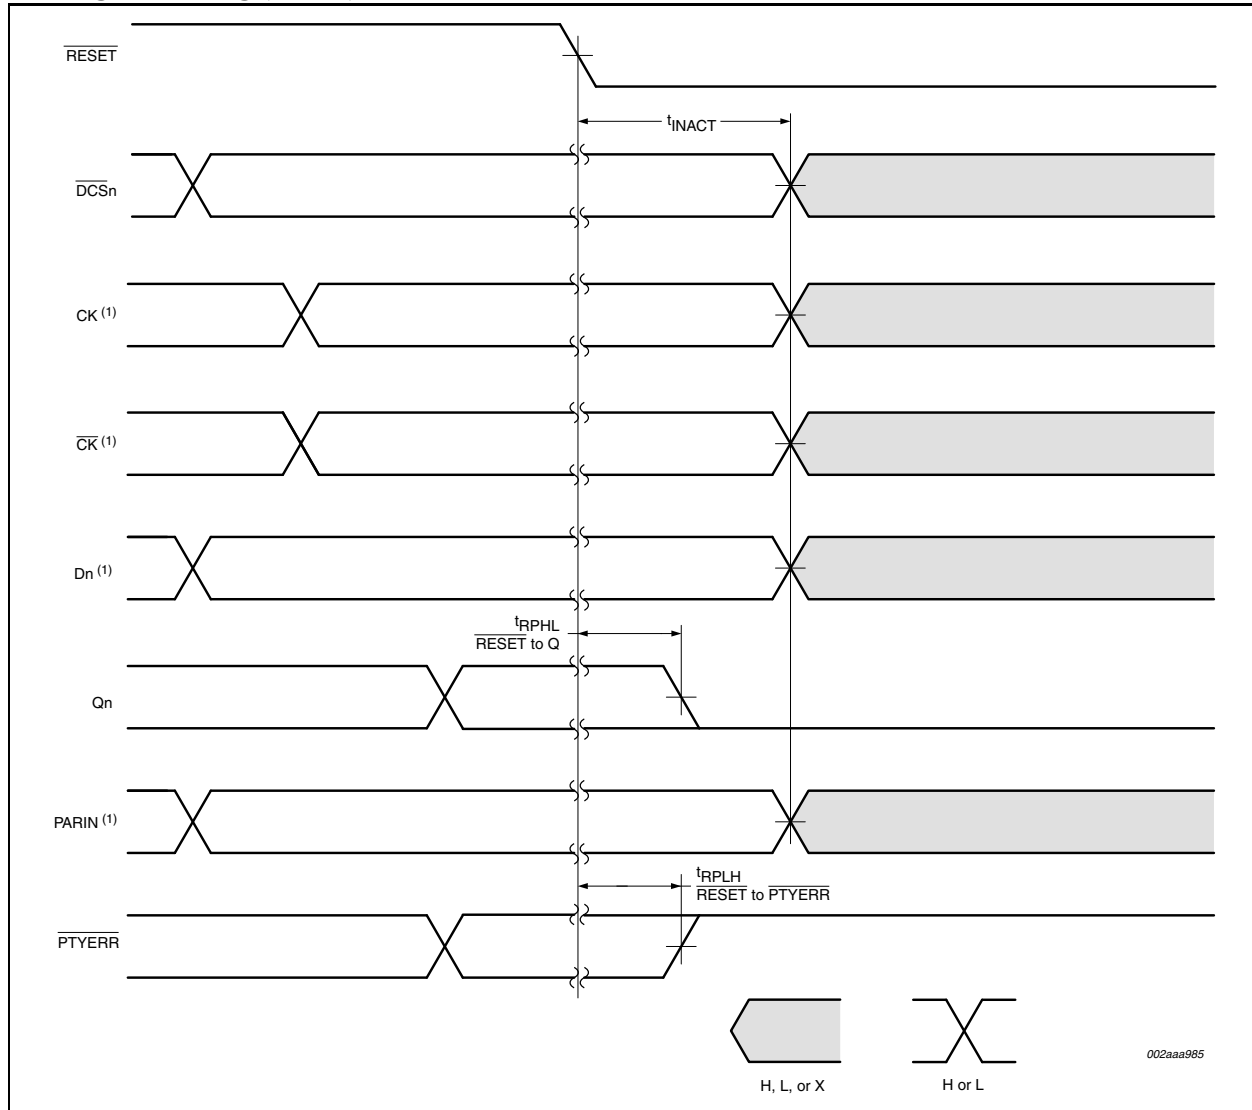 RESET
tINACT
DCSn
CK (1)
CK (1)
Dn (1)
tRPHL
RESET to Q
Qn
PARIN (1)
tRPLH
RESET to PTYERR
PTYERR
H, L, or X
H or L
002aaa985